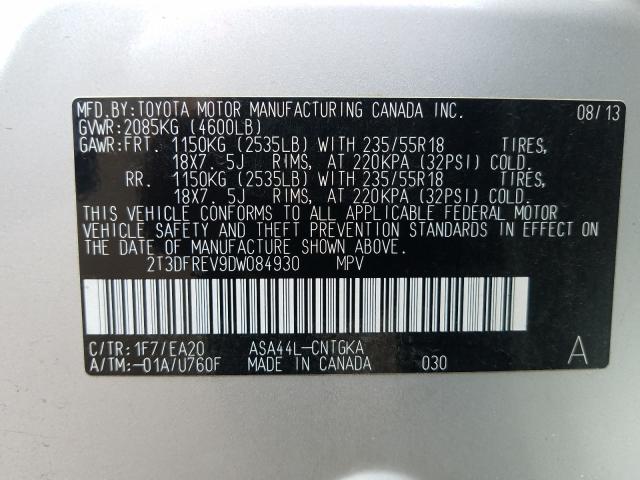 MFD.BY:TOYOTA MOTOR MANUFACTURING CANADA INC. 08/13
GVWR:2085KG (4600LB)
GAWR:FRT. 1150KG (2535LB) WITH 235/55R18 TIRES,
18X7. 5J RIMS, AT 220KPA (32PSI) COLD.
RR. 1150KG (2535LB) WITH 235/55R18 TIRES,
18X7. 5J RIMS, AT 220KPA (32PSI) COLD.
THIS VEHICLE CONFORMS TO ALL APPLICABLE FEDERAL MOTOR
VEHICLE SAFETY AND THEFT PREVENTION STANDARDS IN EFFECT ON
THE DATE OF MANUFACTURE SHOWN ABOVE.
2T3DFREV9DW084930 MPV
C/TR:1F7/EA20 ASA44L-CNTGKA A
A/TM:-01A/U760F MADE IN CANADA 030